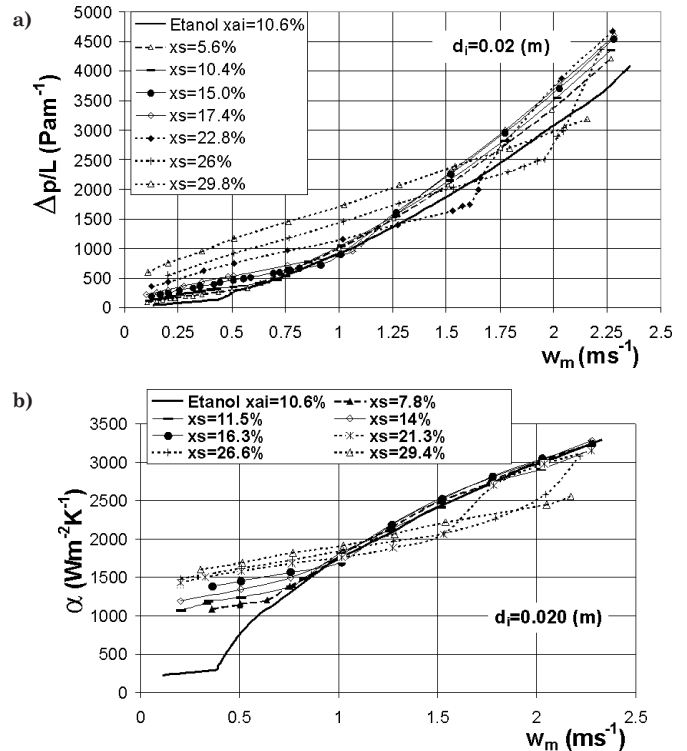 a)
Δp/L (Pam⁻¹)
5000
4500
4000
3500
3000
2500
2000
1500
1000
500
0
Etanol xai=10.6%
xs=5.6%
xs=10.4%
xs=15.0%
xs=17.4%
xs=22.8%
xs=26%
xs=29.8%
dᵢ=0.02 (m)
0 0.25 0.5 0.75 1 1.25 1.5 1.75 2 2.25 2.5
wₘ (ms⁻¹)
b)
α (Wm⁻²K⁻¹)
3500
3000
2500
2000
1500
1000
500
0
Etanol xai=10.6% xs=7.8%
xs=11.5% xs=14%
xs=16.3% xs=21.3%
xs=26.6% xs=29.4%
dᵢ=0.020 (m)
0 0.5 1 1.5 2 2.5
wₘ (ms⁻¹)